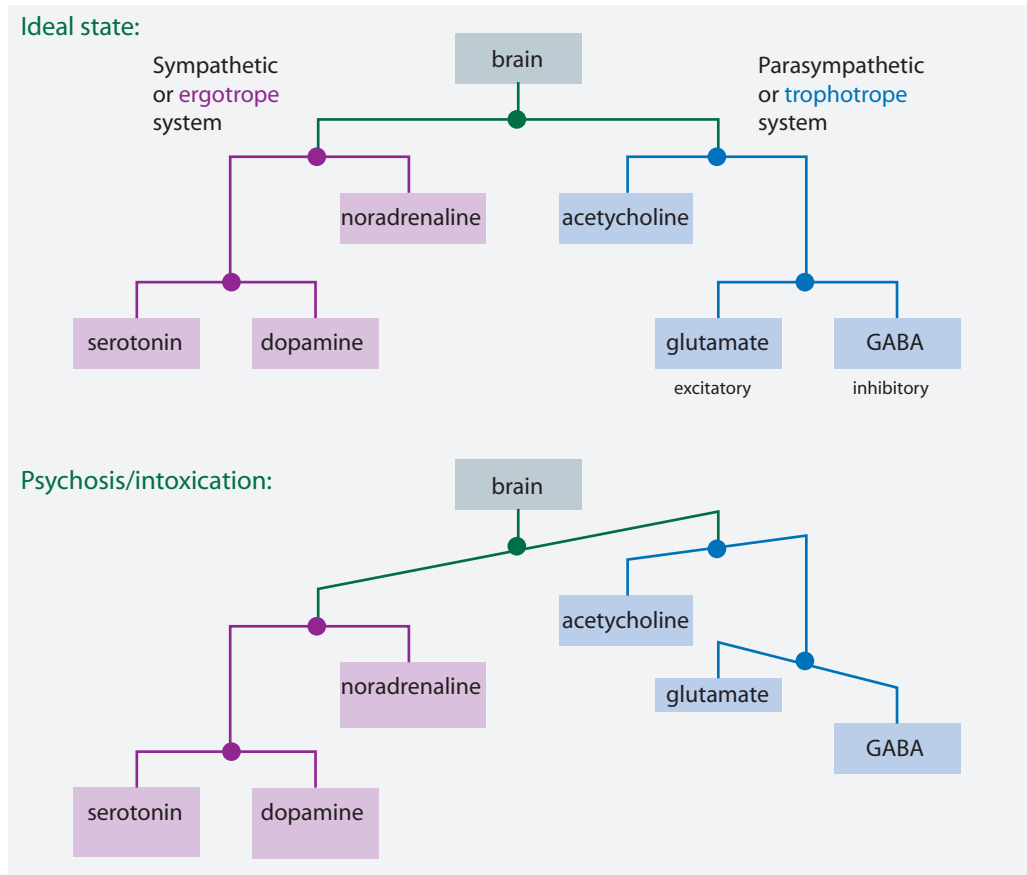 Ideal state:
brain
Sympathetic
or ergotrope
system
Parasympathetic
or trophotrope
system
noradrenaline
acetycholine
serotonin
dopamine
glutamate
GABA
excitatory
inhibitory
Psychosis/intoxication:
brain
acetycholine
noradrenaline
glutamate
GABA
serotonin
dopamine